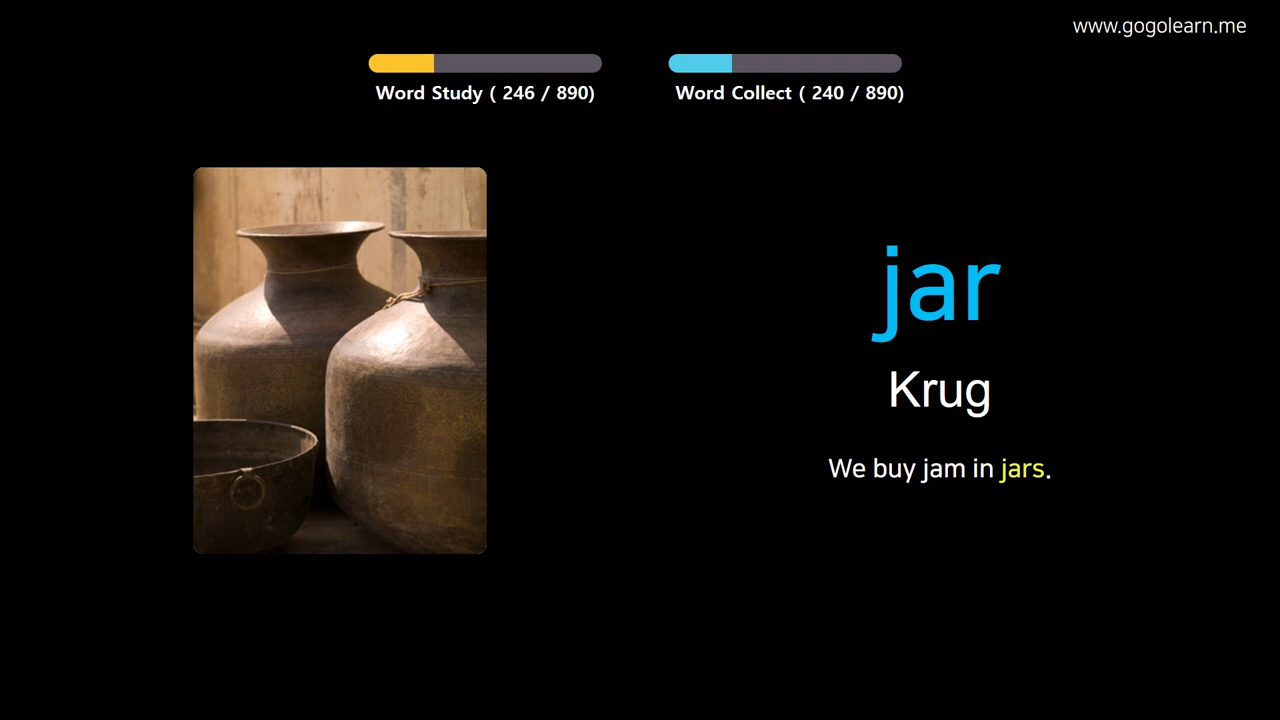 www.gogolearn.me
Word Study ( 246 / 890)
Word Collect ( 240 / 890)
jar
Krug
We buy jam in jars.